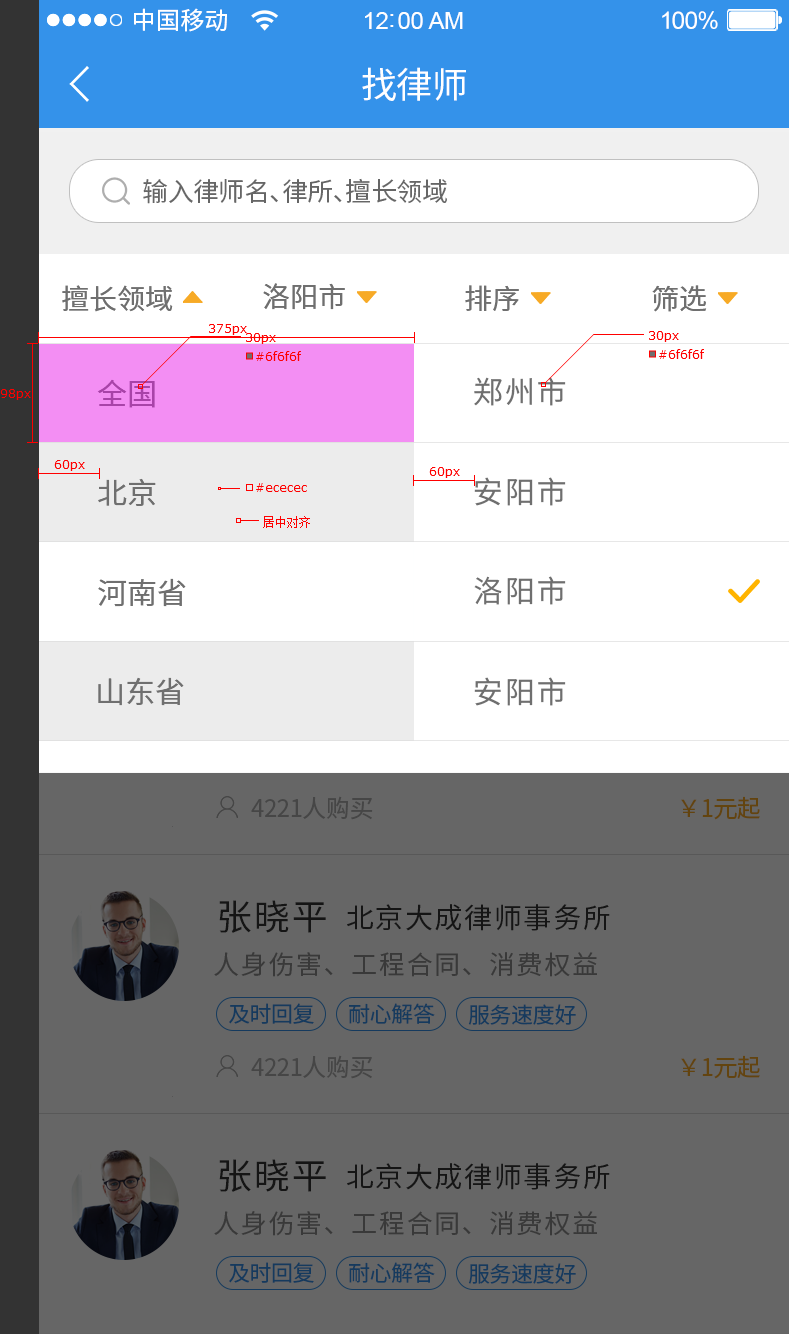 中国移动 12:00 AM 100%
找律师
输入律师名、律所、擅长领域
擅长领域 洛阳市 排序 筛选
375px
30px 30px
#6f6f6f #6f6f6f
98px 全国 郑州市
60px 60px
北京 #ececec 安阳市
居中对齐
河南省 洛阳市
山东省 安阳市
4221人购买 ￥1元起
张晓平 北京大成律师事务所
人身伤害、工程合同、消费权益
及时回复 耐心解答 服务速度好
4221人购买 ￥1元起
张晓平 北京大成律师事务所
人身伤害、工程合同、消费权益
及时回复 耐心解答 服务速度好